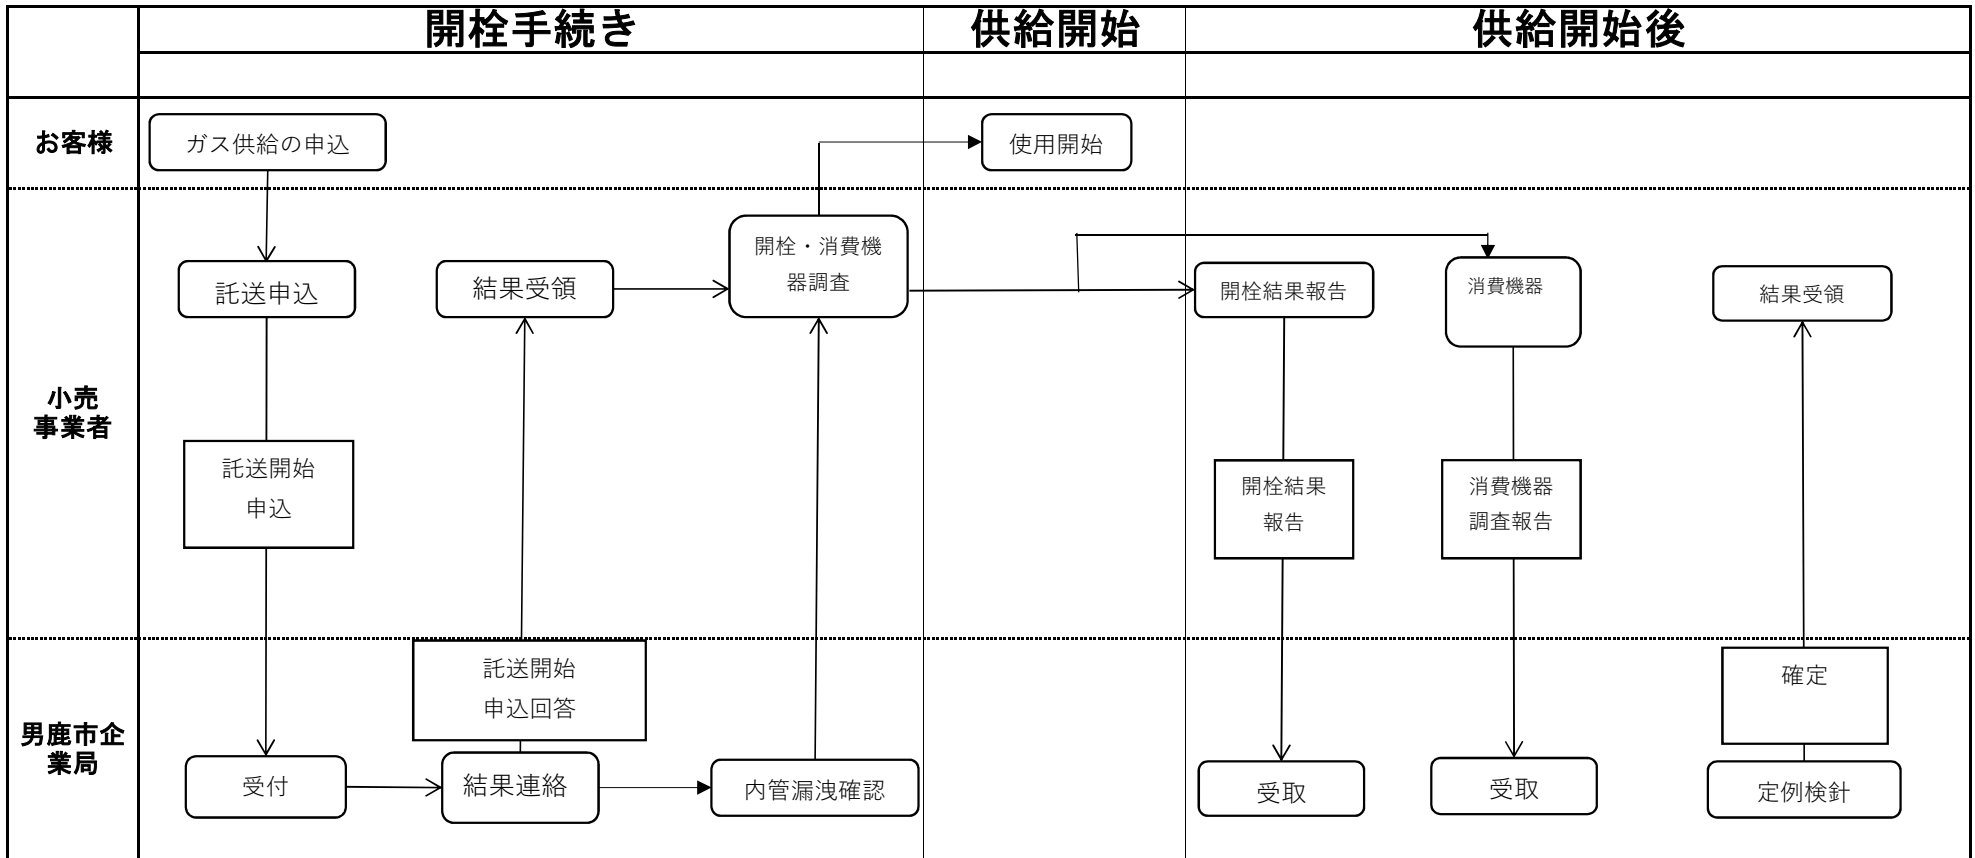 開栓手続き
供給開始
供給開始後
お客様
ガス供給の申込
使用開始
小売
事業者
託送申込
結果受領
開栓・消費機
器調査
開栓結果報告
消費機器
結果受領
託送開始
申込
開栓結果
報告
消費機器
調査報告
男鹿市企
業局
託送開始
申込回答
確定
受付
結果連絡
内管漏洩確認
受取
受取
定例検針